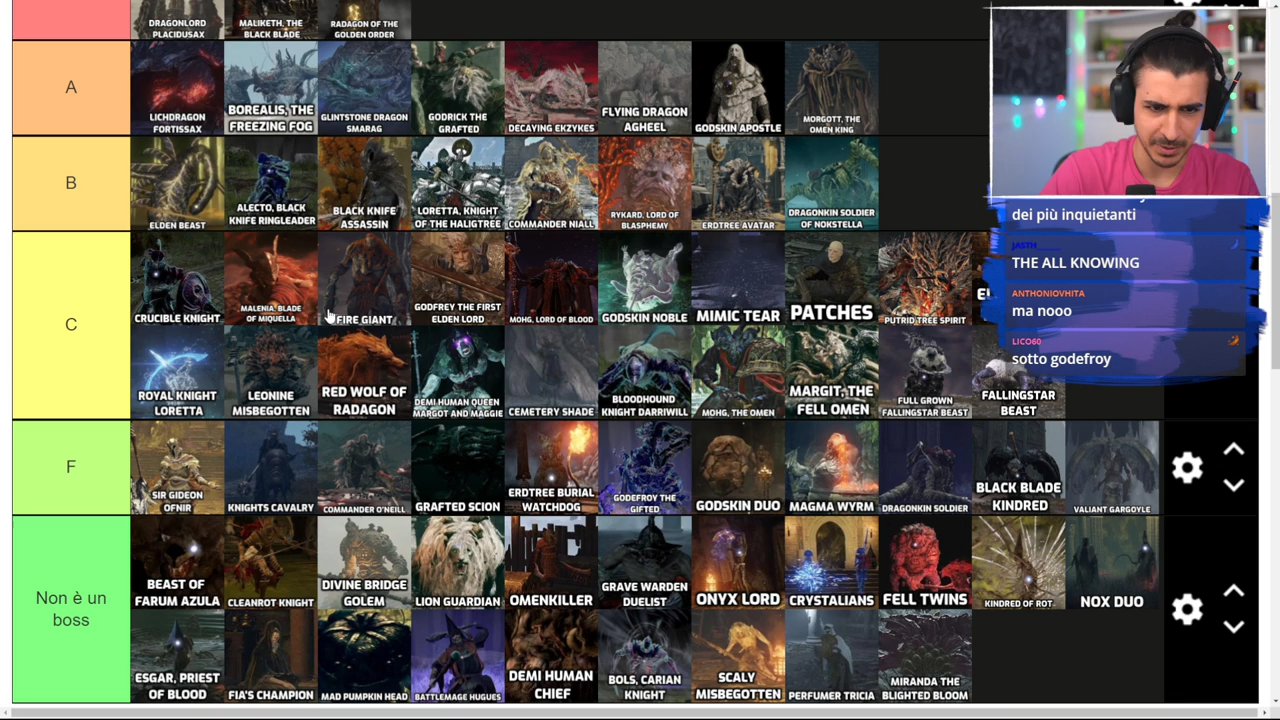 DRAGONLORD
PLACIDUSAX
MALIKETH, THE
BLACK BLADE
RADAGON OF THE
GOLDEN ORDER
A
LICHDRAGON
FORTISSAX
BOREALIS, THE
FREEZING FOG
GLINTSTONE DRAGON
SMARAG
GODRICK THE
GRAFTED
DECAYING EKZYKES
FLYING DRAGON
AGHEEL
GODSKIN APOSTLE
MORGOTT, THE
OMEN KING
B
ELDEN BEAST
ALECTO, BLACK
KNIFE RINGLEADER
BLACK KNIFE
ASSASSIN
LORETTA, KNIGHT
OF THE HALIGTREE
COMMANDER NIALL
RYKARD, LORD OF
BLASPHEMY
ERDTREE AVATAR
DRAGONKIN SOLDIER
OF NOKSTELLA
C
CRUCIBLE KNIGHT
MALENIA, BLADE
OF MIQUELLA
FIRE GIANT
GODFREY THE FIRST
ELDEN LORD
MOHG, LORD OF BLOOD
GODSKIN NOBLE
MIMIC TEAR
PATCHES
PUTRID TREE SPIRIT
ROYAL KNIGHT
LORETTA
LEONINE
MISBEGOTTEN
RED WOLF OF
RADAGON
DEMI HUMAN QUEEN
MARGOT AND MAGGIE
CEMETERY SHADE
BLOODHOUND
KNIGHT DARRIWILL
MOHG, THE OMEN
MARGIT, THE
FELL OMEN
FULL GROWN
FALLINGSTAR BEAST
FALLINGSTAR
BEAST
F
SIR GIDEON
OFNIR
KNIGHTS CAVALRY
COMMANDER O'NEILL
GRAFTED SCION
ERDTREE BURIAL
WATCHDOG
GODEFROY THE
GIFTED
GODSKIN DUO
MAGMA WYRM
DRAGONKIN SOLDIER
BLACK BLADE
KINDRED
VALIANT GARGOYLE
Non è un
boss
BEAST OF
FARUM AZULA
CLEANROT KNIGHT
DIVINE BRIDGE
GOLEM
LION GUARDIAN
OMENKILLER
GRAVE WARDEN
DUELIST
ONYX LORD
CRYSTALIANS
FELL TWINS
KINDRED OF ROT
NOX DUO
ESGAR, PRIEST
OF BLOOD
FIA'S CHAMPION
MAD PUMPKIN HEAD
BATTLEMAGE HUGUES
DEMI HUMAN
CHIEF
BOLS, CARIAN
KNIGHT
SCALY
MISBEGOTTEN
PERFUMER TRICIA
MIRANDA THE
BLIGHTED BLOOM
dei più inquietanti
THE ALL KNOWING
ANTHONIOVHITA
ma nooo
LICO60
sotto godefroy